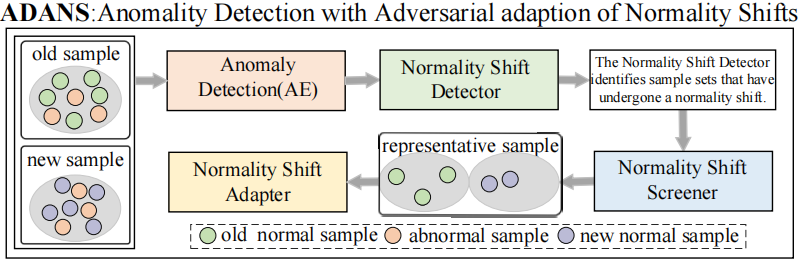 ADANS:Anomality Detection with Adversarial adaption of Normality Shifts
old sample
new sample
Anomaly
Detection(AE)
Normality Shift
Detector
The Normality Shift Detector
identifies sample sets that have
undergone a normality shift.
Normality Shift
Screener
representative sample
Normality Shift
Adapter
old normal sample
abnormal sample
new normal sample